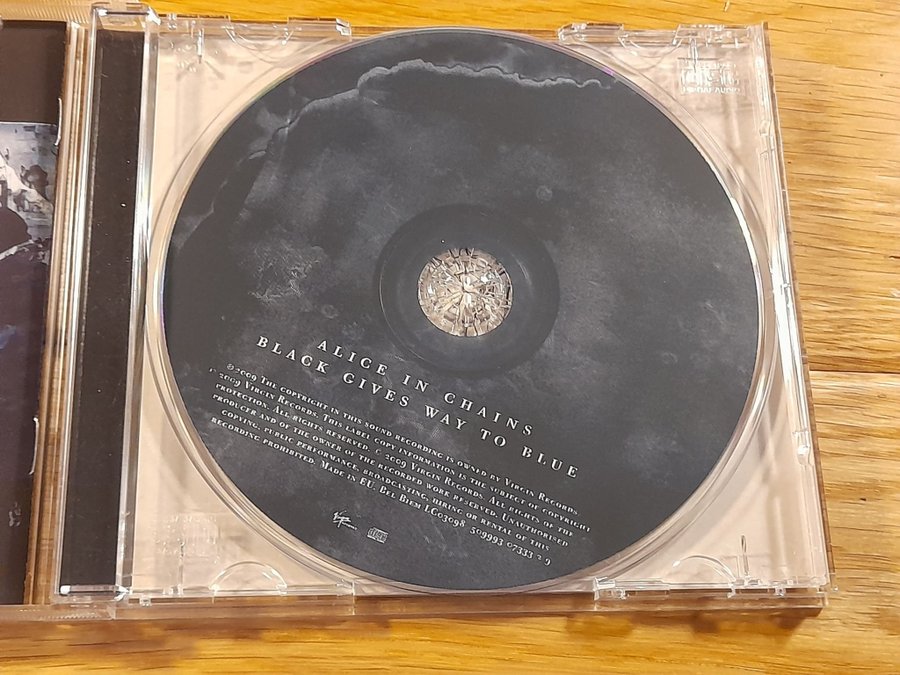 ALICE IN CHAINS
BLACK GIVES WAY TO BLUE
℗ 2009 The copyright in this sound recording is owned by Virgin Records.
© 2009 Virgin Records. This label copy information is the subject of copyright
protection. All rights reserved. © 2009 Virgin Records. All rights of the
producer and of the owner of the recorded work reserved. Unauthorised
copying, public performance, broadcasting, hiring or rental of this
recording prohibited. Made in EU. Bel Biem LC03098 509993 07333 2 9